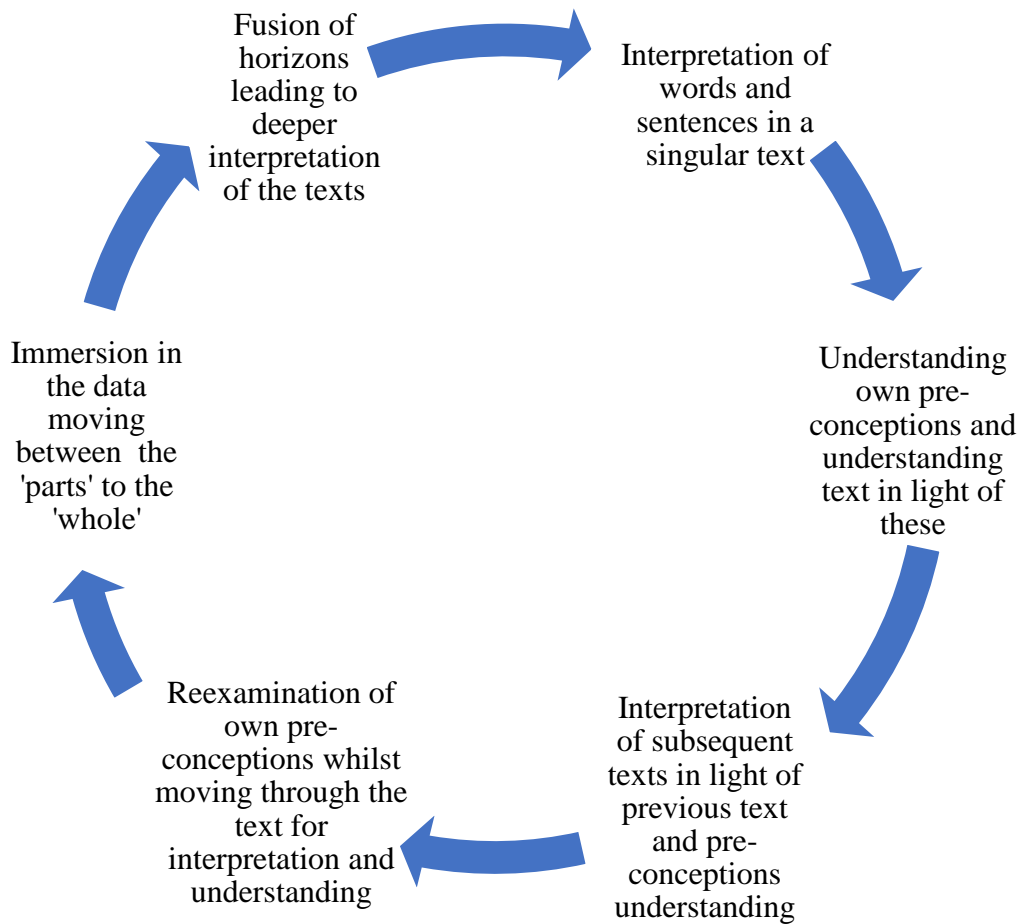 Fusion of
horizons
leading to
deeper
interpretation
of the texts
Interpretation of
words and
sentences in a
singular text
Understanding
own pre-
conceptions and
understanding
text in light of
these
Interpretation
of subsequent
texts in light of
previous text
and pre-
conceptions
understanding
Reexamination of
own pre-
conceptions whilst
moving through the
text for
interpretation and
understanding
Immersion in
the data
moving
between  the
'parts' to the
'whole'